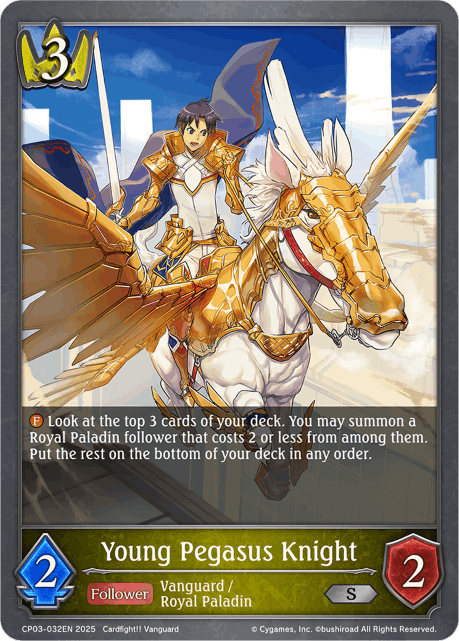 3
F Look at the top 3 cards of your deck. You may summon a
Royal Paladin follower that costs 2 or less from among them.
Put the rest on the bottom of your deck in any order.
Young Pegasus Knight
2
Follower
Vanguard /
Royal Paladin
S
2
CP03-032EN 2025 Cardfight!! Vanguard
© Cygames, Inc. ©bushiroad All Rights Reserved.